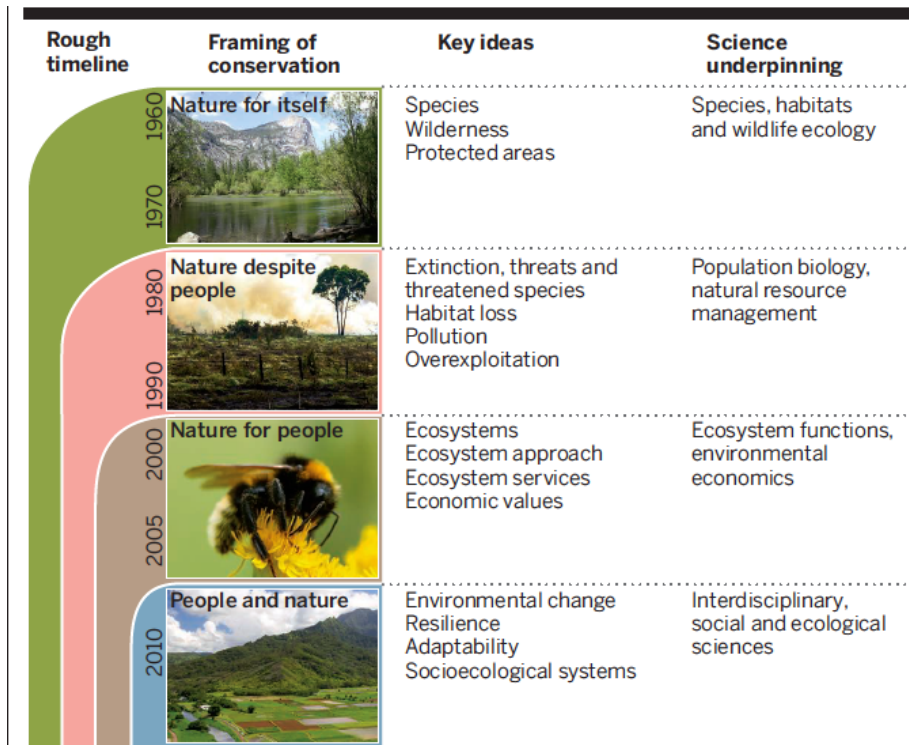 Rough
timeline
Framing of
conservation
Key ideas
Science
underpinning
1960
1970
Nature for itself
Species
Wilderness
Protected areas
Species, habitats
and wildlife ecology
1980
1990
Nature despite
people
Extinction, threats and
threatened species
Habitat loss
Pollution
Overexploitation
Population biology,
natural resource
management
2000
2005
Nature for people
Ecosystems
Ecosystem approach
Ecosystem services
Economic values
Ecosystem functions,
environmental
economics
2010
People and nature
Environmental change
Resilience
Adaptability
Socioecological systems
Interdisciplinary,
social and ecological
sciences